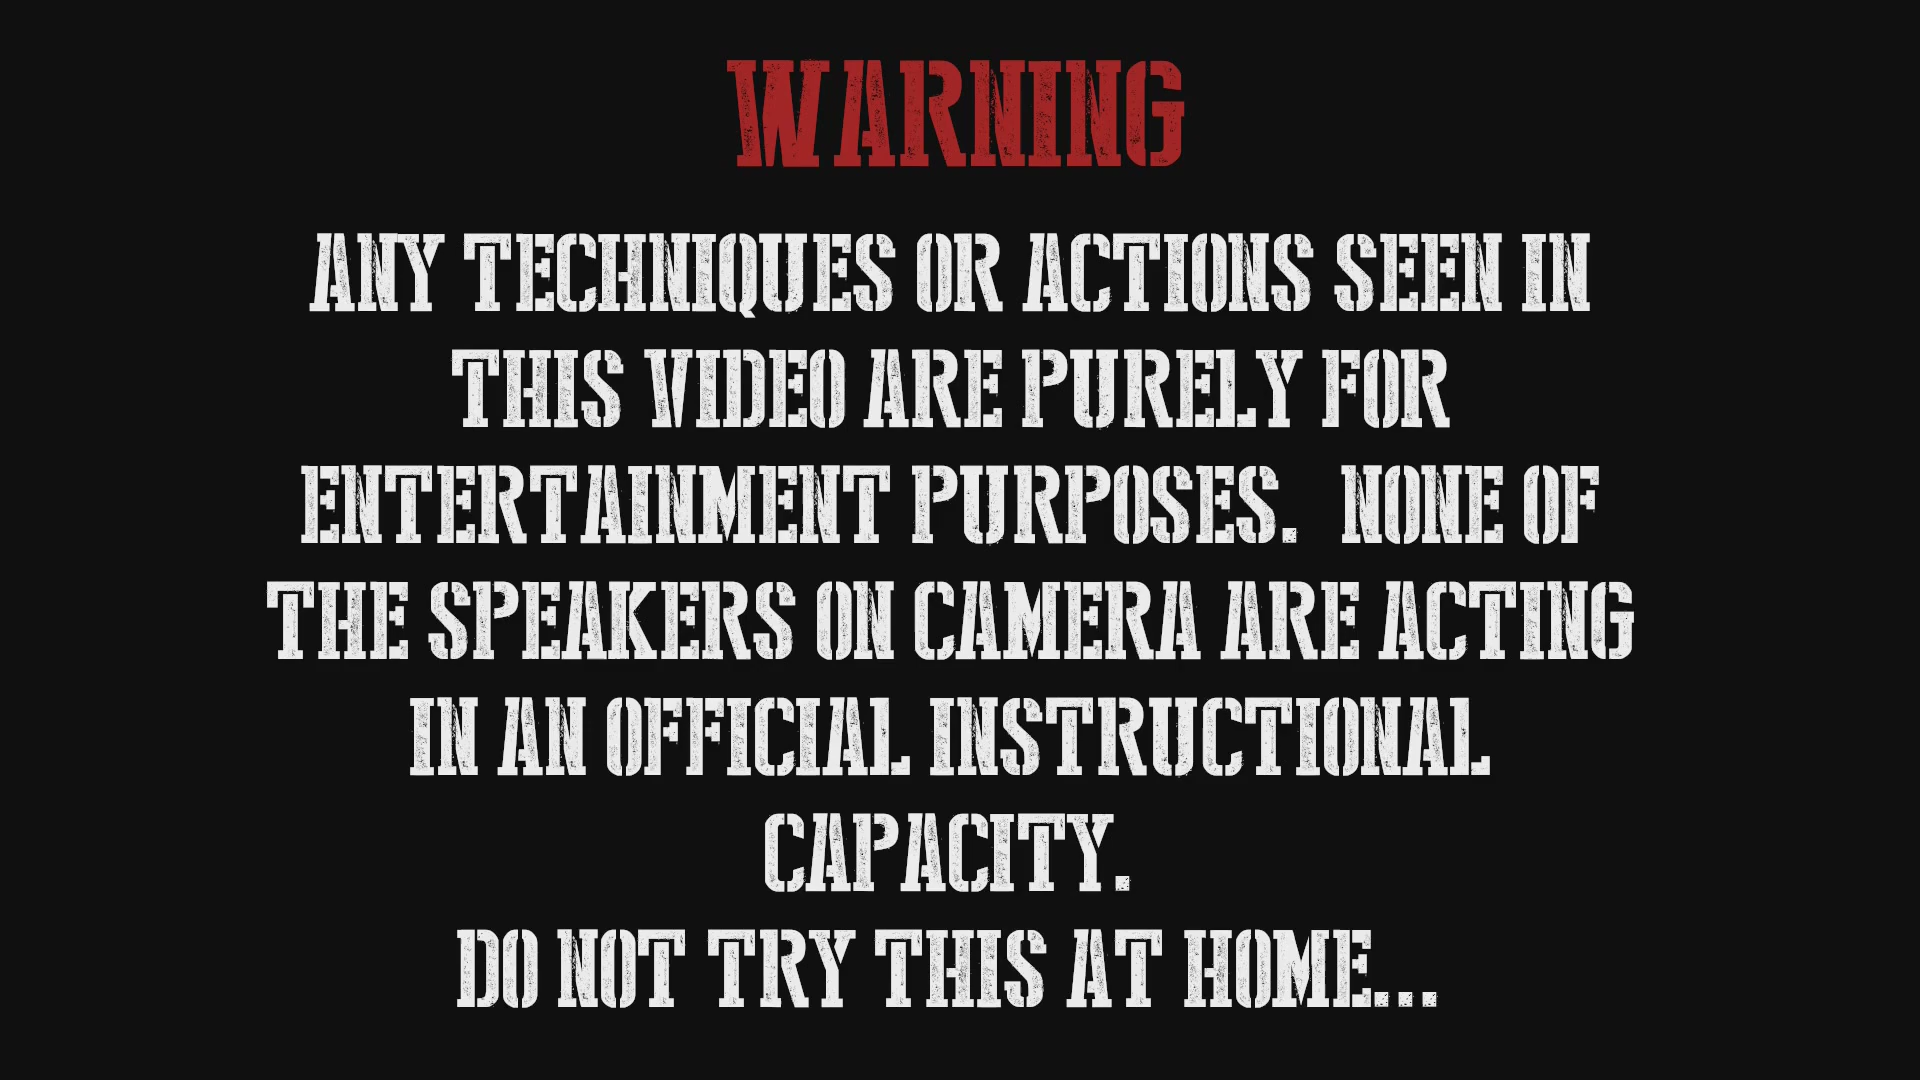 WARNING
ANY TECHNIQUES OR ACTIONS SEEN IN
THIS VIDEO ARE PURELY FOR
ENTERTAINMENT PURPOSES.  NONE OF
THE SPEAKERS ON CAMERA ARE ACTING
IN AN OFFICIAL INSTRUCTIONAL
CAPACITY.
DO NOT TRY THIS AT HOME...